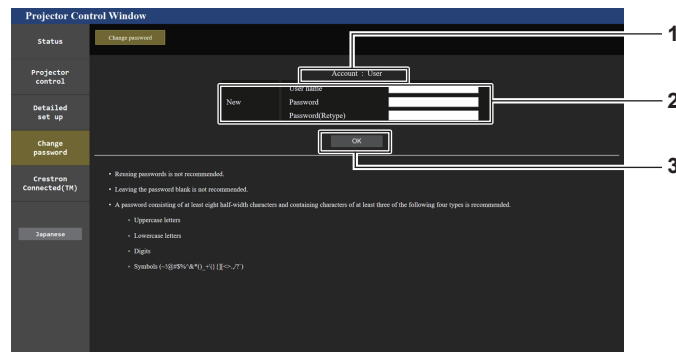 Projector Control Window
Status
Change password
1
Projector
control
Account : User
User name
New
Password
2
Password(Retype)
Detailed
set up
OK
3
Change
password
• Reusing passwords is not recommended.
Crestron
Connected(TM)
• Leaving the password blank is not recommended.
• A password consisting of at least eight half-width characters and containing characters of at least three of the following four types is recommended.
• Uppercase letters
• Lowercase letters
Japanese
• Digits